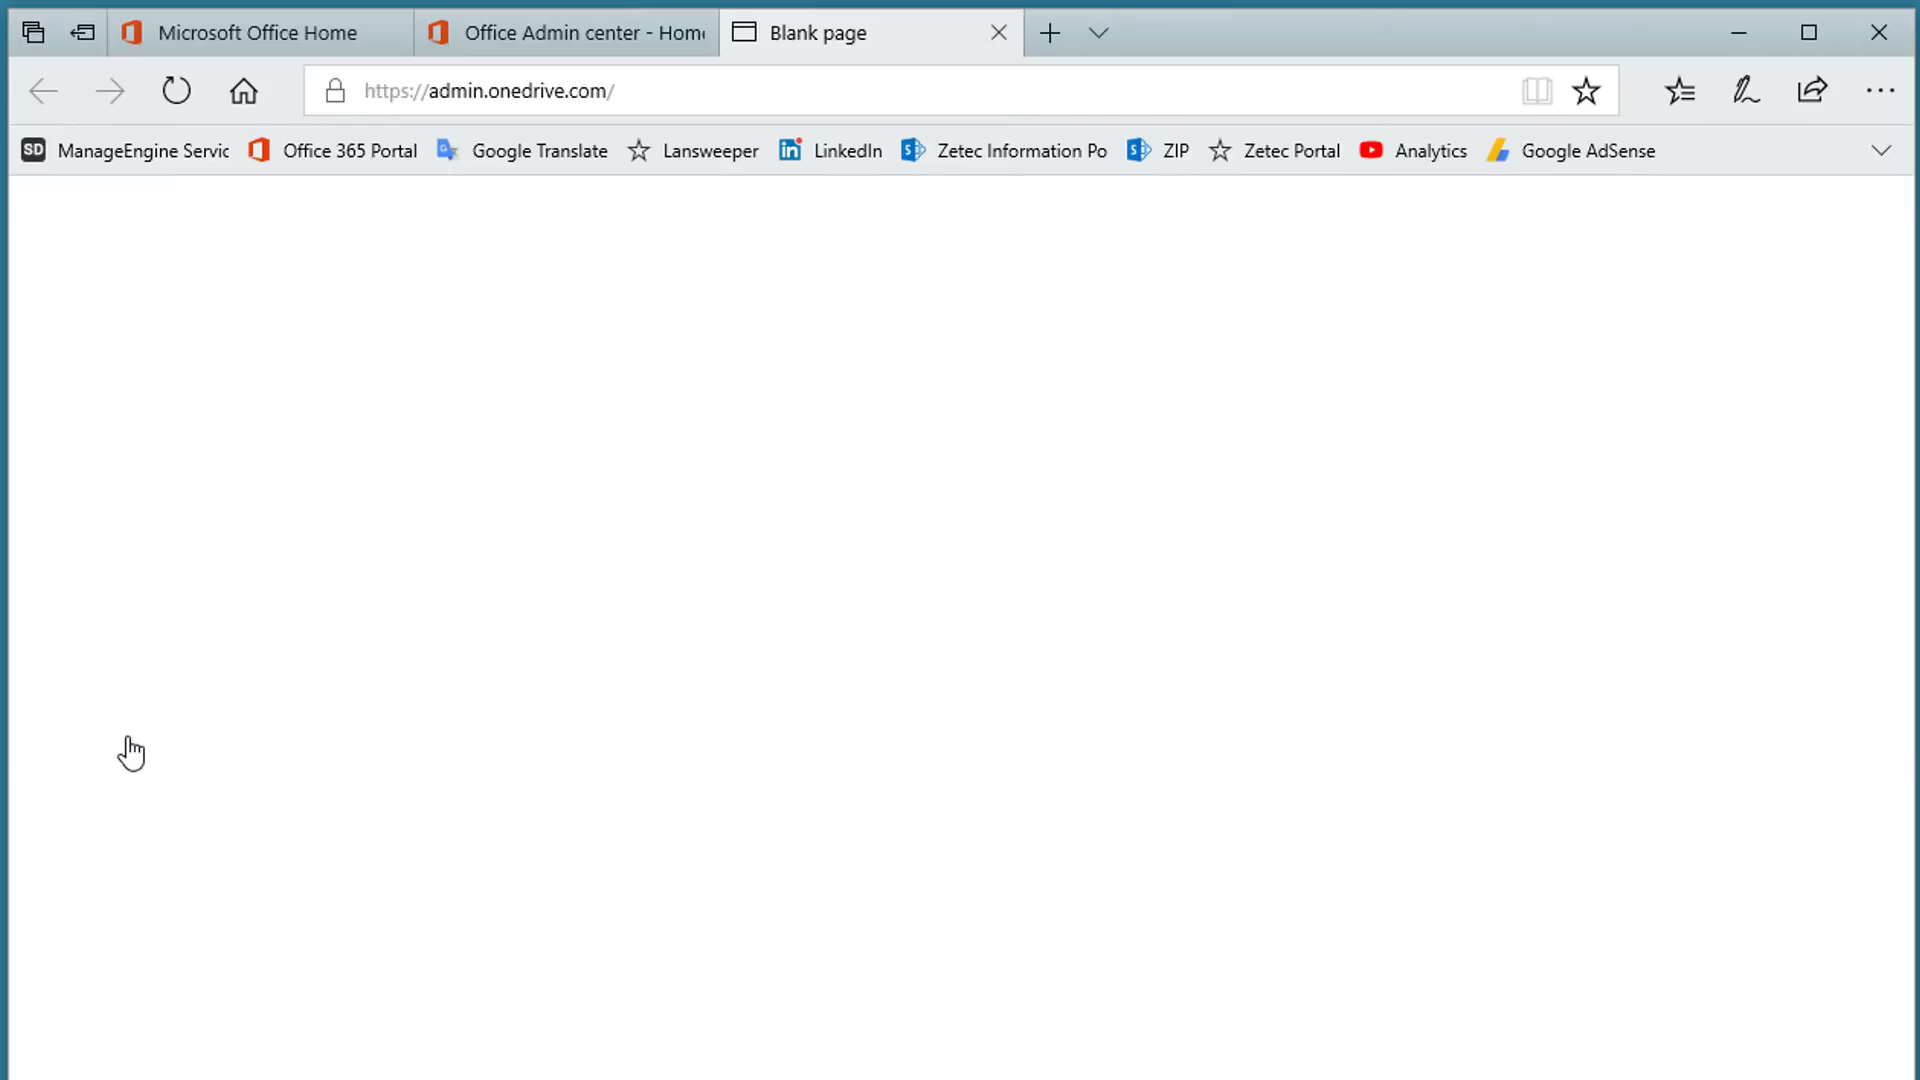 Microsoft Office Home
Office Admin center - Hom
Blank page
https://admin.onedrive.com/
SD ManageEngine Servic
Office 365 Portal
Google Translate
Lansweeper
LinkedIn
Zetec Information Po
ZIP
Zetec Portal
Analytics
Google AdSense